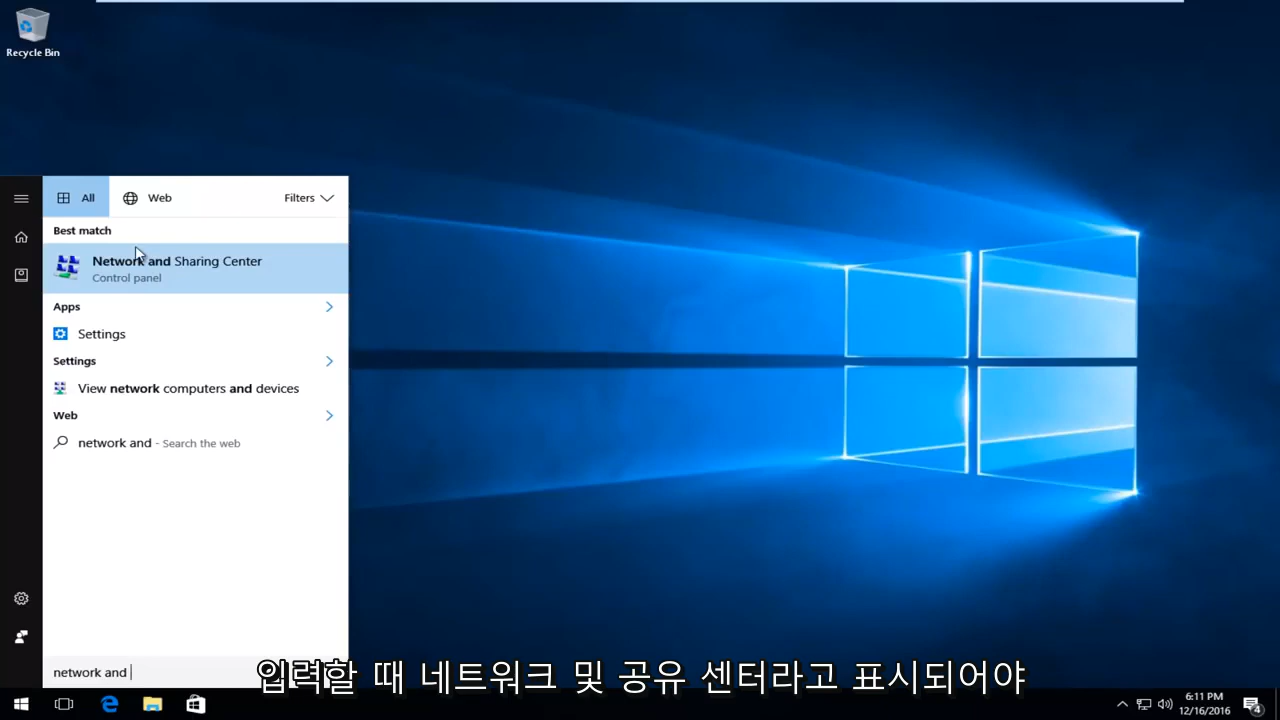 Recycle Bin
All
Web
Filters
Best match
Network and Sharing Center
Control panel
Apps
Settings
Settings
View network computers and devices
Web
network and - Search the web
network and
입력할 때 네트워크 및 공유 센터라고 표시되어야
6:11 PM
12/16/2016
4